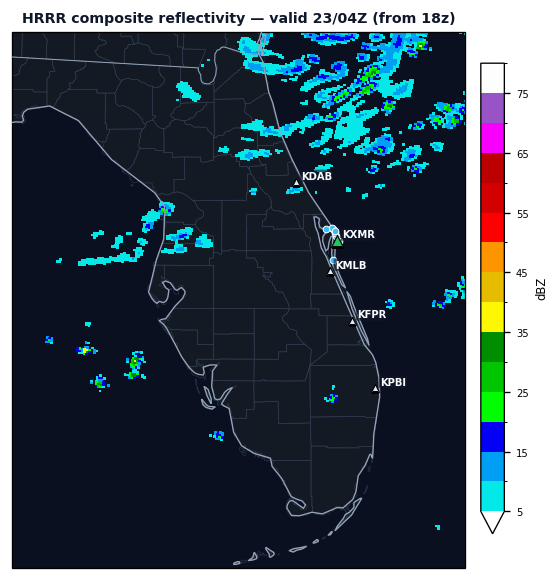 HRRR composite reflectivity — valid 23/04Z (from 18z)
KDAB
KXMR
KMLB
KFPR
KPBI
75
65
55
45
35
25
15
5
dBZ